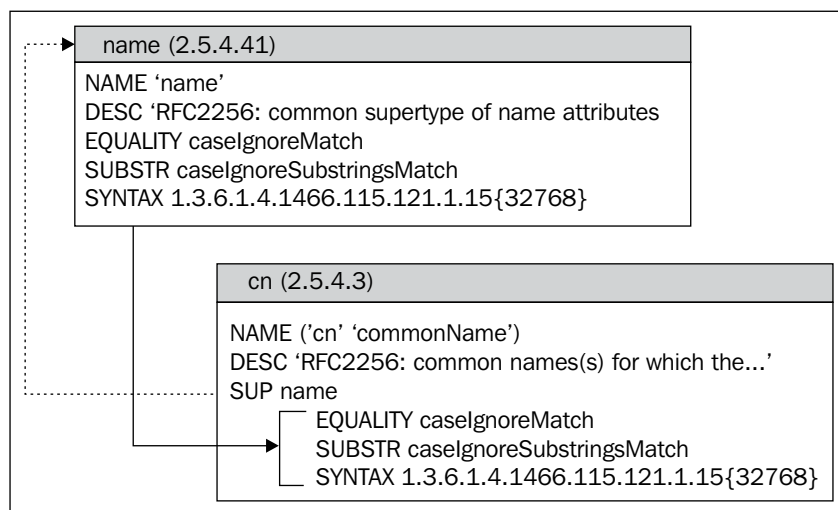 name (2.5.4.41)
NAME ‘name’
DESC ‘RFC2256: common supertype of name attributes
EQUALITY caseIgnoreMatch
SUBSTR caseIgnoreSubstringsMatch
SYNTAX 1.3.6.1.4.1466.115.121.1.15{32768}
cn (2.5.4.3)
NAME (’cn’ ‘commonName’)
DESC ‘RFC2256: common names(s) for which the...’
SUP name
EQUALITY caseIgnoreMatch
SUBSTR caseIgnoreSubstringsMatch
SYNTAX 1.3.6.1.4.1466.115.121.1.15{32768}